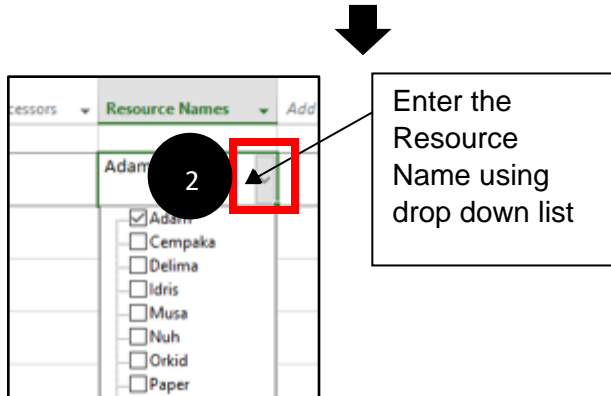 cessors Resource Names Add
Enter the
Resource
Name using
drop down list
Adam
2
Adam
Cempaka
Delima
Idris
Musa
Nuh
Orkid
Paper